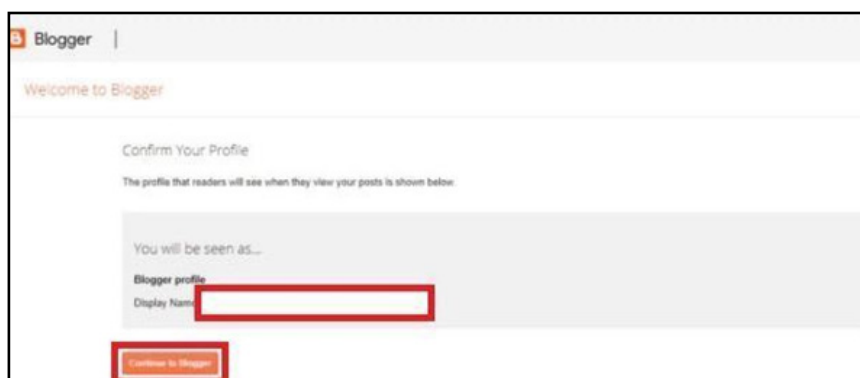 Blogger |
Welcome to Blogger
Confirm Your Profile
The profile that readers will see when they view your posts is shown below.
You will be seen as...
Blogger profile
Display Name
Continue to Blogger